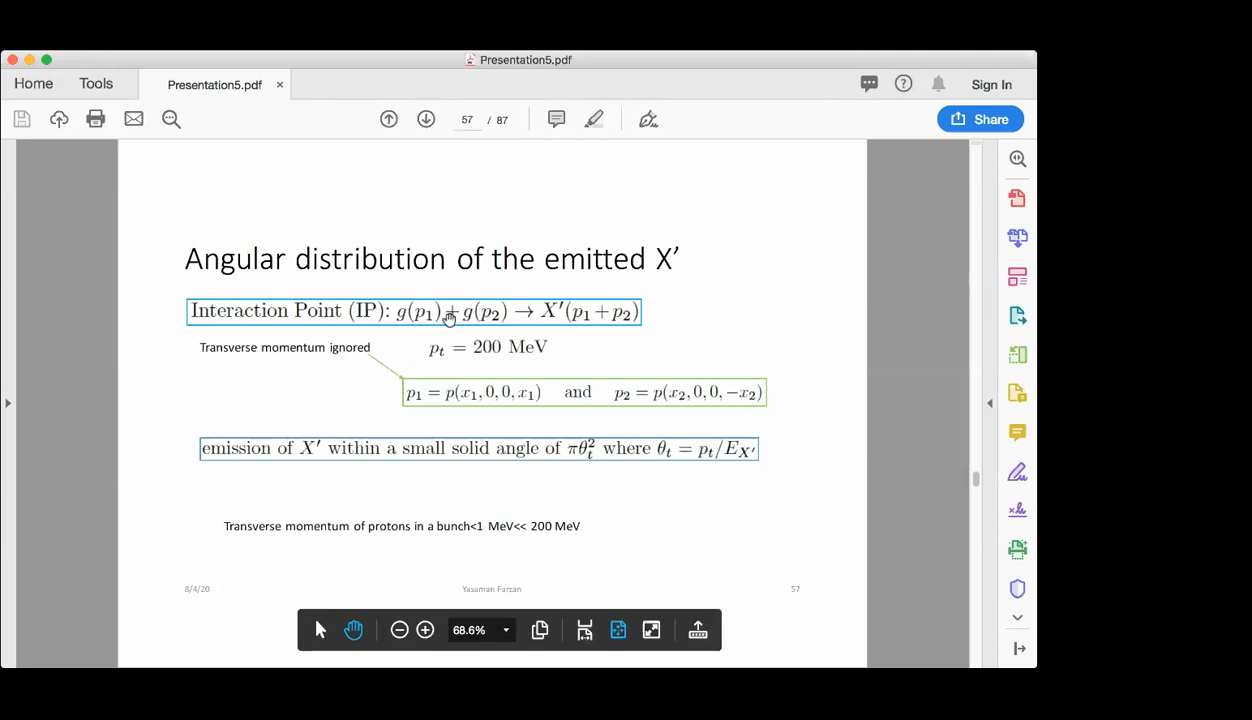 Presentation5.pdf
Home Tools Presentation5.pdf × Sign In
57 / 87 Share
Angular distribution of the emitted X′
Interaction Point (IP): g(p₁) + g(p₂) → X′(p₁ + p₂)
Transverse momentum ignored pₜ = 200 MeV
p₁ = p(x₁, 0, 0, x₁) and p₂ = p(x₂, 0, 0, −x₂)
emission of X′ within a small solid angle of πθₜ² where θₜ = pₜ/E_X′
Transverse momentum of protons in a bunch<1 MeV<< 200 MeV
8/4/20 Yasaman Farzan 57
68.6%